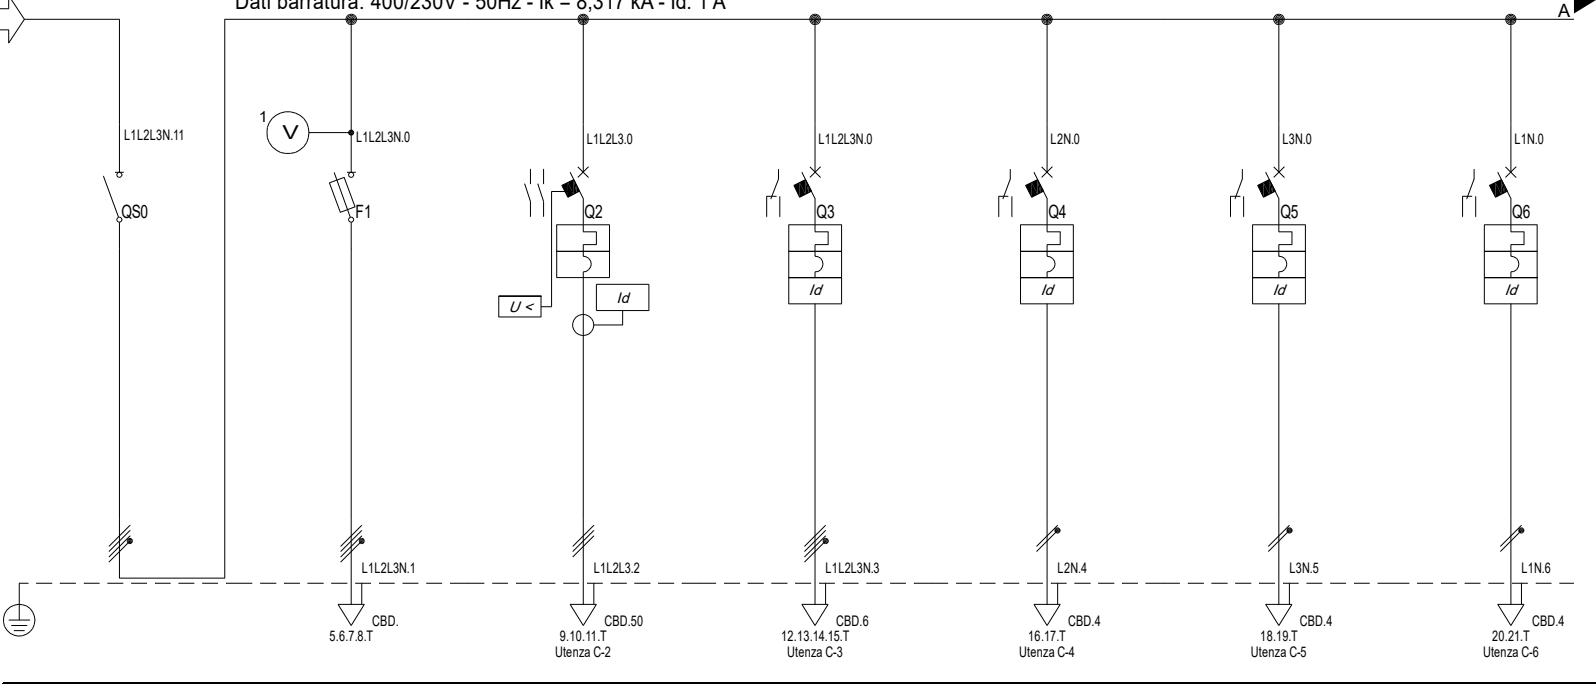 Dati barratura: 400/230V - 50Hz - Ik = 8,317 kA - Id: 1 A
A
1
V
L1L2L3N.11
L1L2L3N.0
L1L2L3.0
L1L2L3N.0
L2N.0
L3N.0
L1N.0
QS0
F1
Q2
Q3
Q4
Q5
Q6
U <
Id
Id
Id
Id
Id
L1L2L3N.1
L1L2L3.2
L1L2L3N.3
L2N.4
L3N.5
L1N.6
CBD.
CBD.50
CBD.6
CBD.4
CBD.4
CBD.4
5.6.7.8.T
9.10.11.T
12.13.14.15.T
16.17.T
18.19.T
20.21.T
Utenza C-2
Utenza C-3
Utenza C-4
Utenza C-5
Utenza C-6